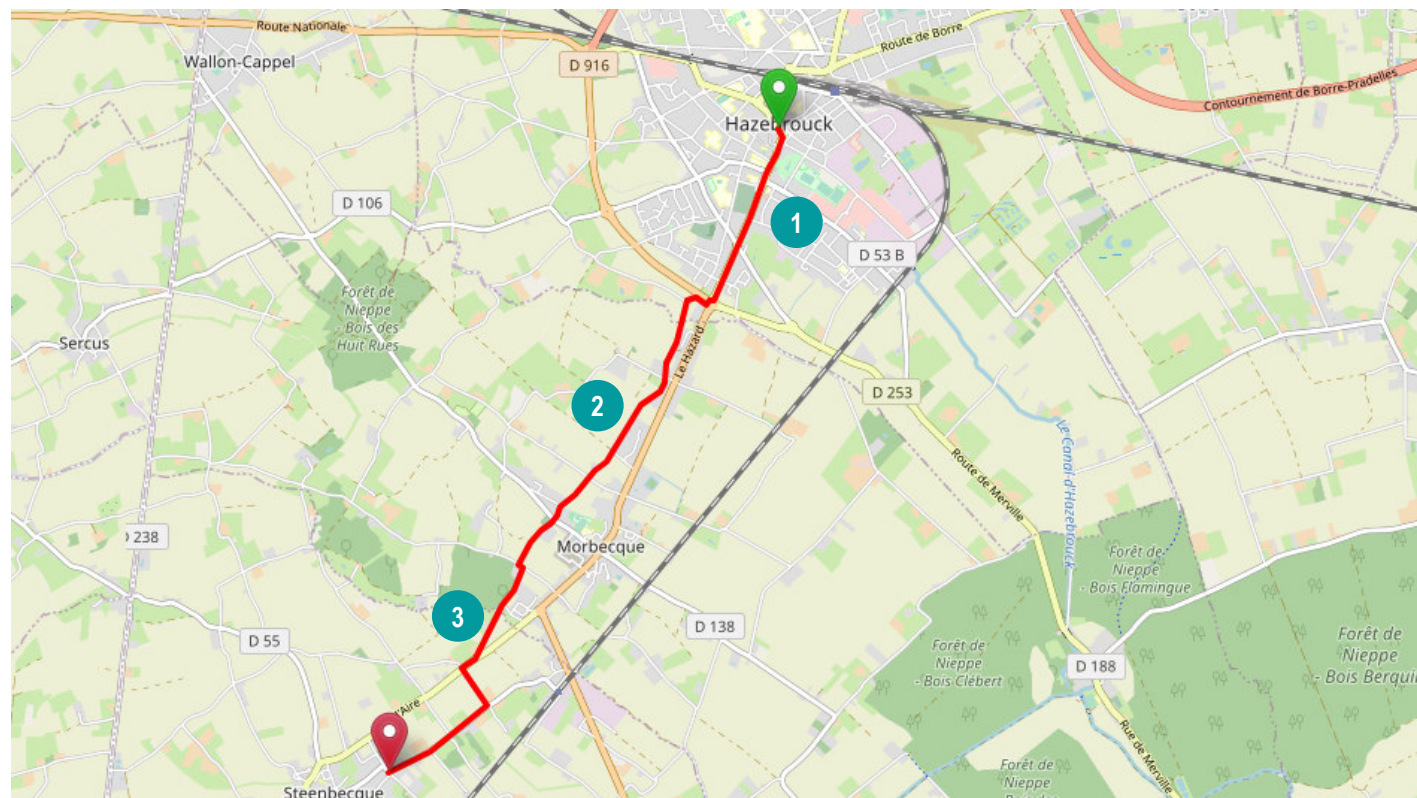 Route Nationale
Wallon-Cappel
D 916
Route de Borre
Contournement de Borre-Pradelles
Hazebrouck
D 106
1
D 53 B
Forêt de
Nieppe
- Bois des
Huit Rues
Sercus
Le Hazard
2
D 253
Le Canal d'Hazebrouck
Route de Merville
D 238
Morbecque
Forêt de
Nieppe
- Bois Flamingue
3
D 138
D 55
Forêt de
Nieppe
- Bois Clébert
D 188
Forêt de
Nieppe
- Bois Berqui
d'Aire
Rue de Merville
Steenbecque
Forêt de
Nieppe